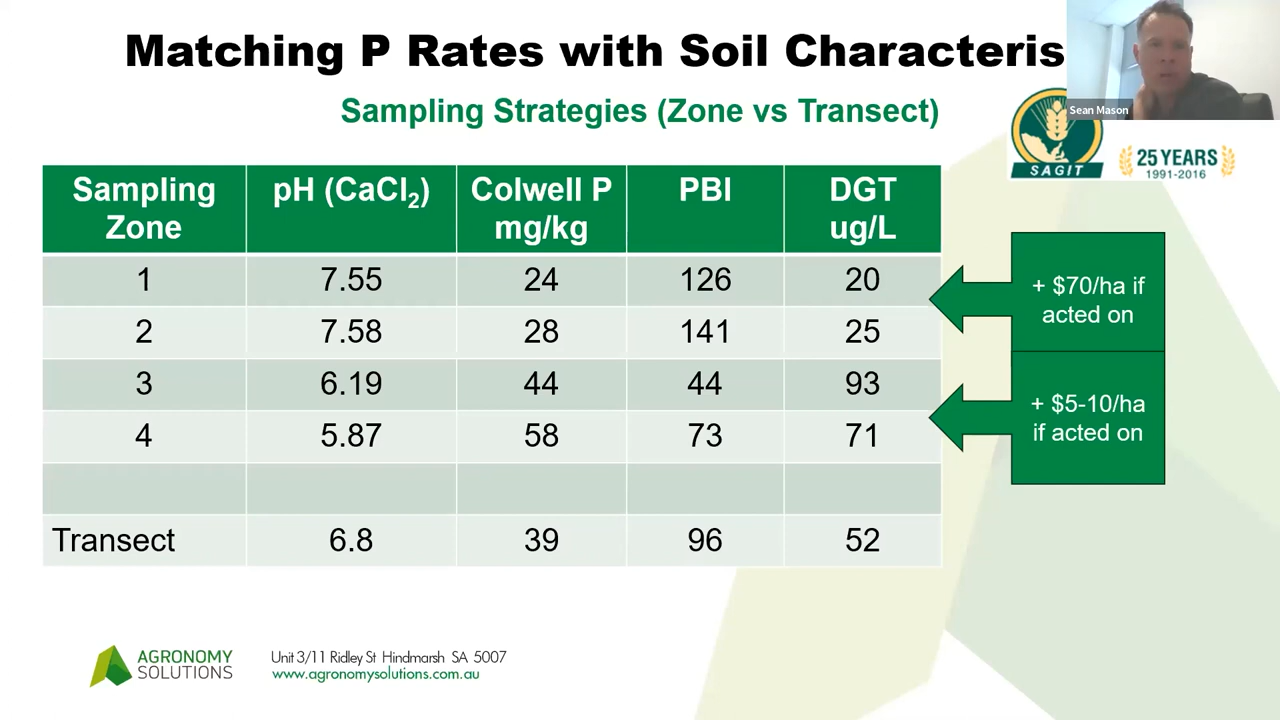 Matching P Rates with Soil Characteris
Sean Mason
Sampling Strategies (Zone vs Transect)
SAGIT
25 YEARS
1991-2016
Sampling Zone pH (CaCl₂) Colwell P mg/kg PBI DGT ug/L
1 7.55 24 126 20
2 7.58 28 141 25
3 6.19 44 44 93
4 5.87 58 73 71
Transect 6.8 39 96 52
+ $70/ha if
acted on
+ $5-10/ha
if acted on
AGRONOMY
SOLUTIONS
Unit 3/11 Ridley St Hindmarsh SA 5007
www.agronomysolutions.com.au